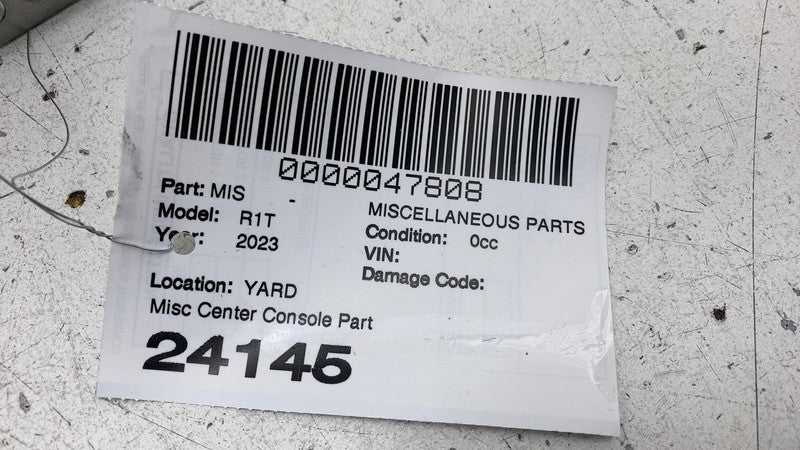 0000047808
Part: MIS - MISCELLANEOUS PARTS
Model: R1T Condition: 0cc
Year: 2023 VIN:
Damage Code:
Location: YARD
Misc Center Console Part
24145